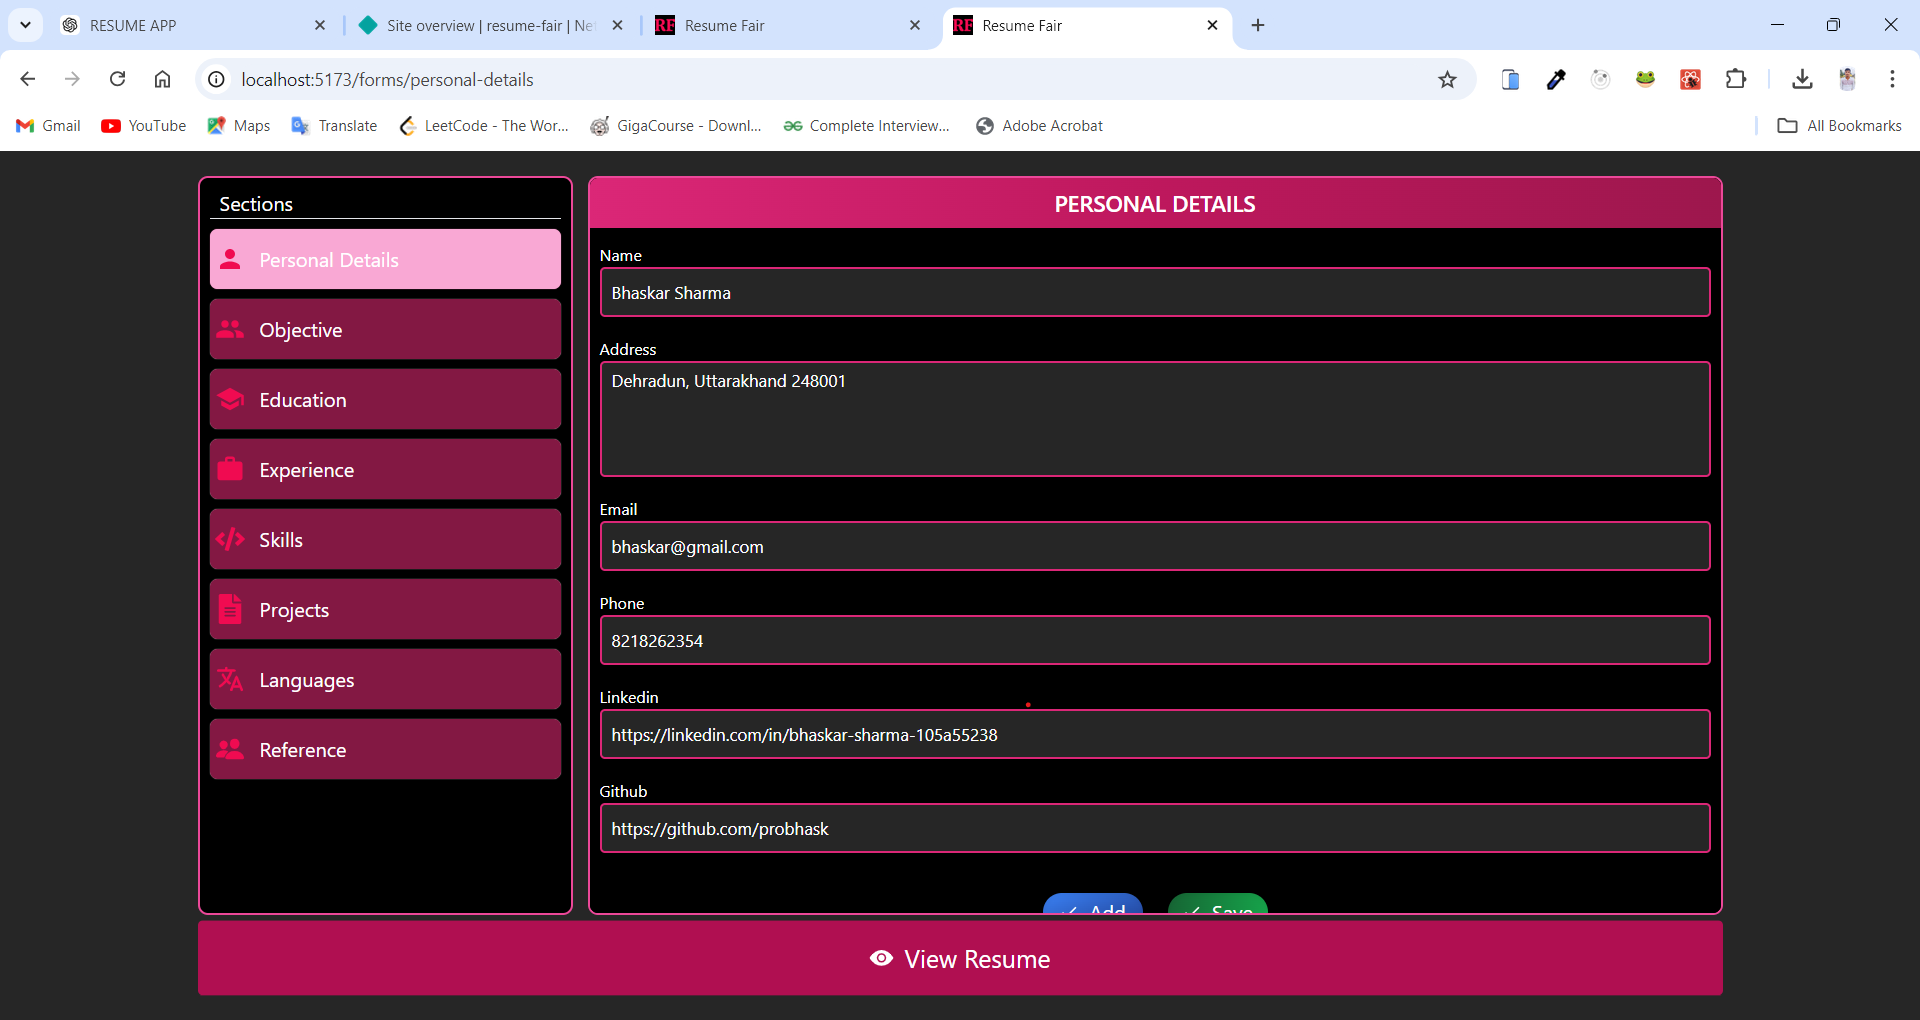 RESUME APP
Site overview | resume-fair | Net
RF Resume Fair
RF Resume Fair
localhost:5173/forms/personal-details
Gmail
YouTube
Maps
Translate
LeetCode - The Wor...
GigaCourse - Downl...
Complete Interview...
Adobe Acrobat
All Bookmarks
Sections
Personal Details
Objective
Education
Experience
Skills
Projects
Languages
Reference
PERSONAL DETAILS
Name
Bhaskar Sharma
Address
Dehradun, Uttarakhand 248001
Email
bhaskar@gmail.com
Phone
8218262354
Linkedin
https://linkedin.com/in/bhaskar-sharma-105a55238
Github
https://github.com/probhask
Add
Save
View Resume